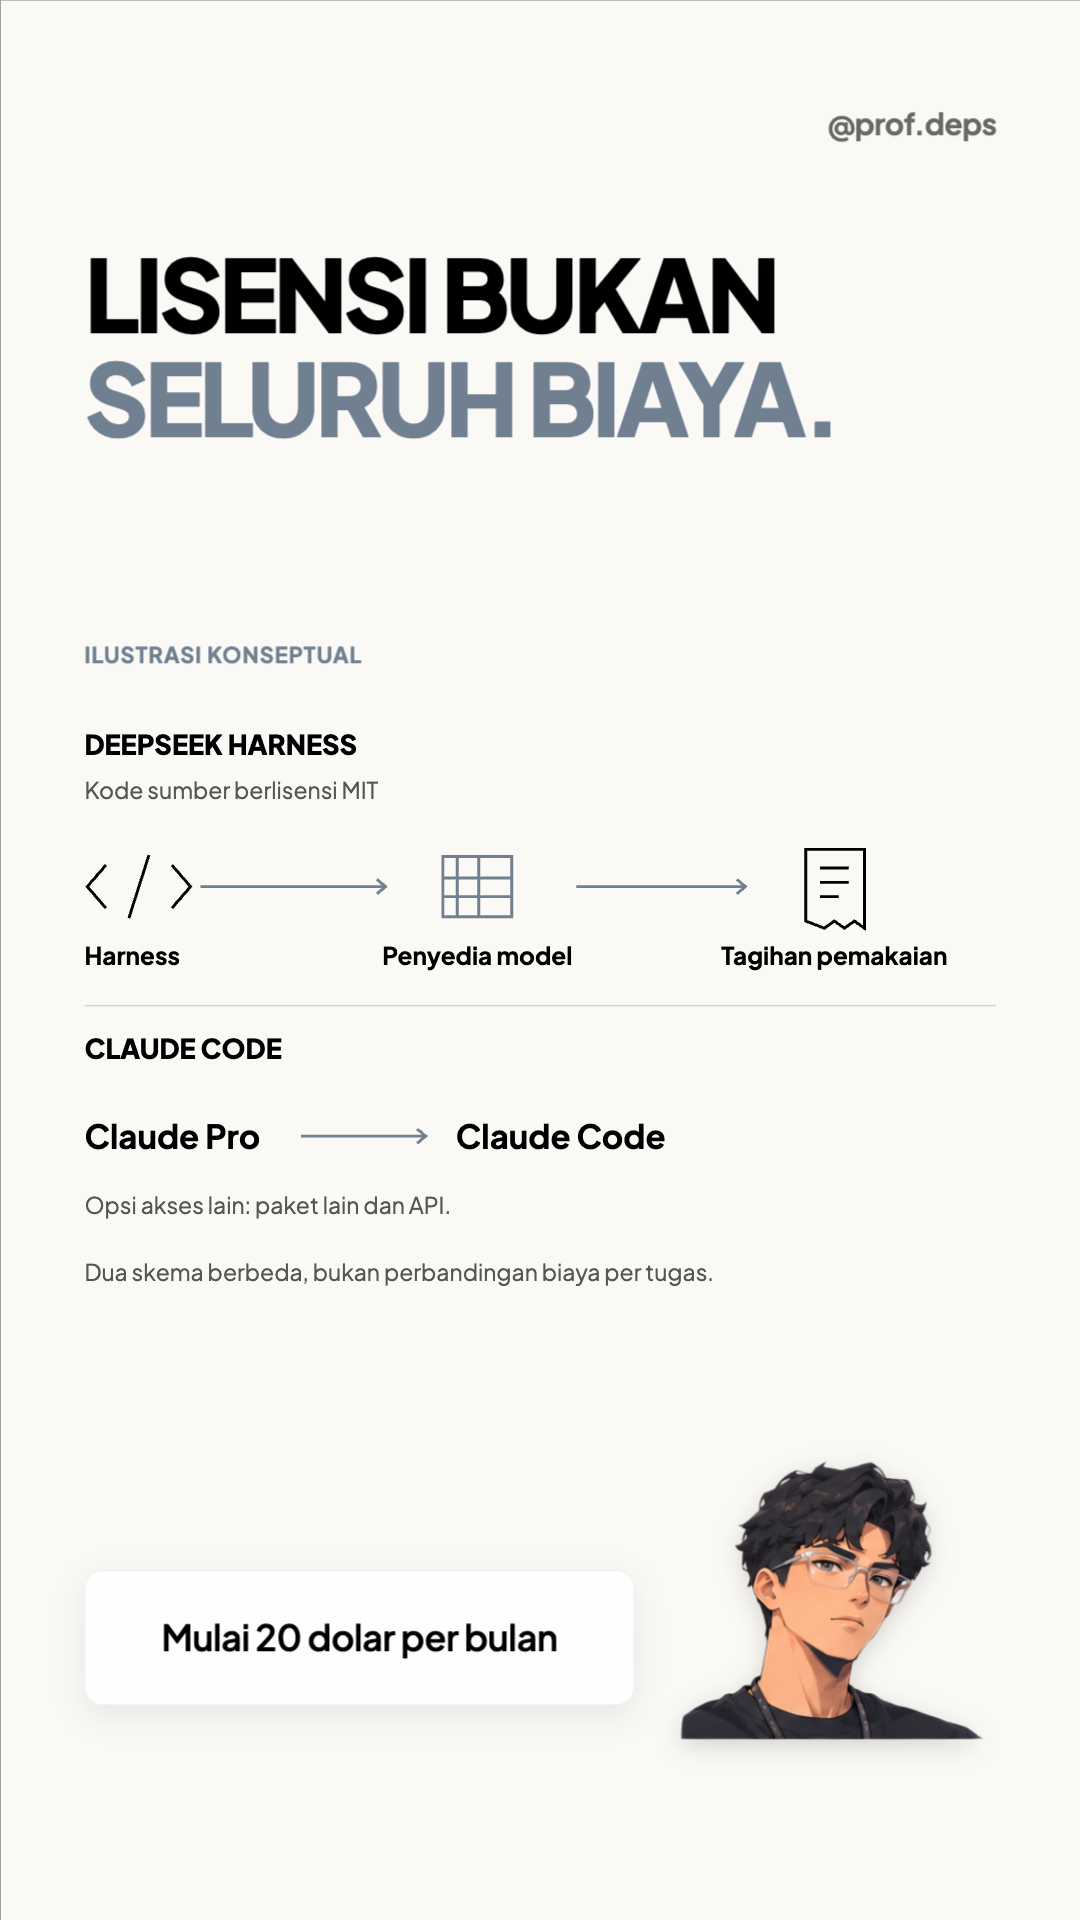 @prof.deps
LISENSI BUKAN
SELURUH BIAYA.
ILUSTRASI KONSEPTUAL
DEEPSEEK HARNESS
Kode sumber berlisensi MIT
Harness
Penyedia model
Tagihan pemakaian
CLAUDE CODE
Claude Pro
Claude Code
Opsi akses lain: paket lain dan API.
Dua skema berbeda, bukan perbandingan biaya per tugas.
Mulai 20 dolar per bulan